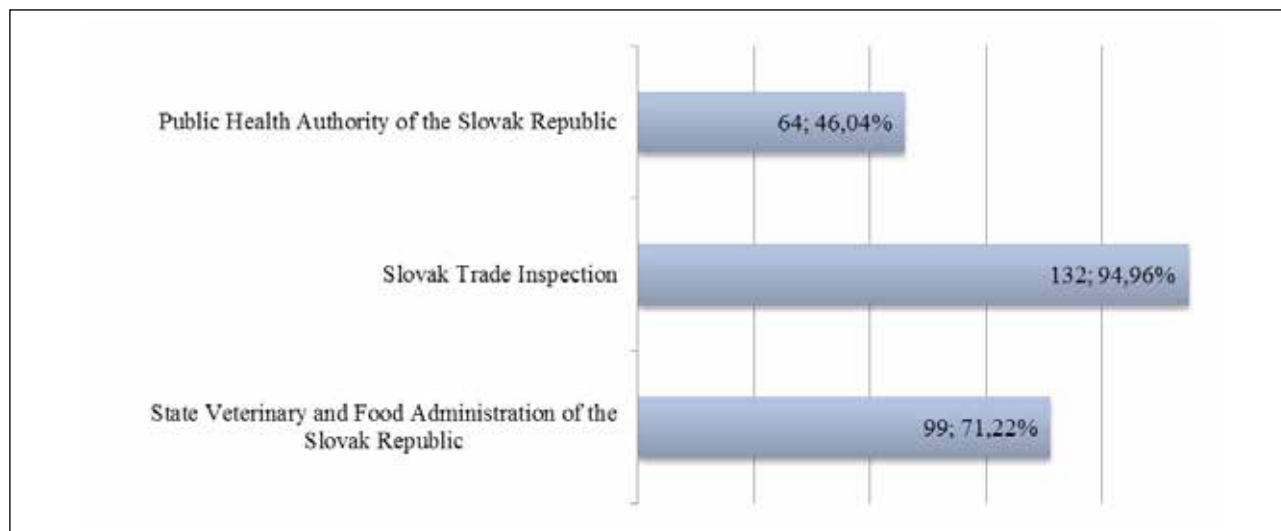 Public Health Authority of the Slovak Republic
64; 46,04%
Slovak Trade Inspection
132; 94,96%
State Veterinary and Food Administration of the
Slovak Republic
99; 71,22%